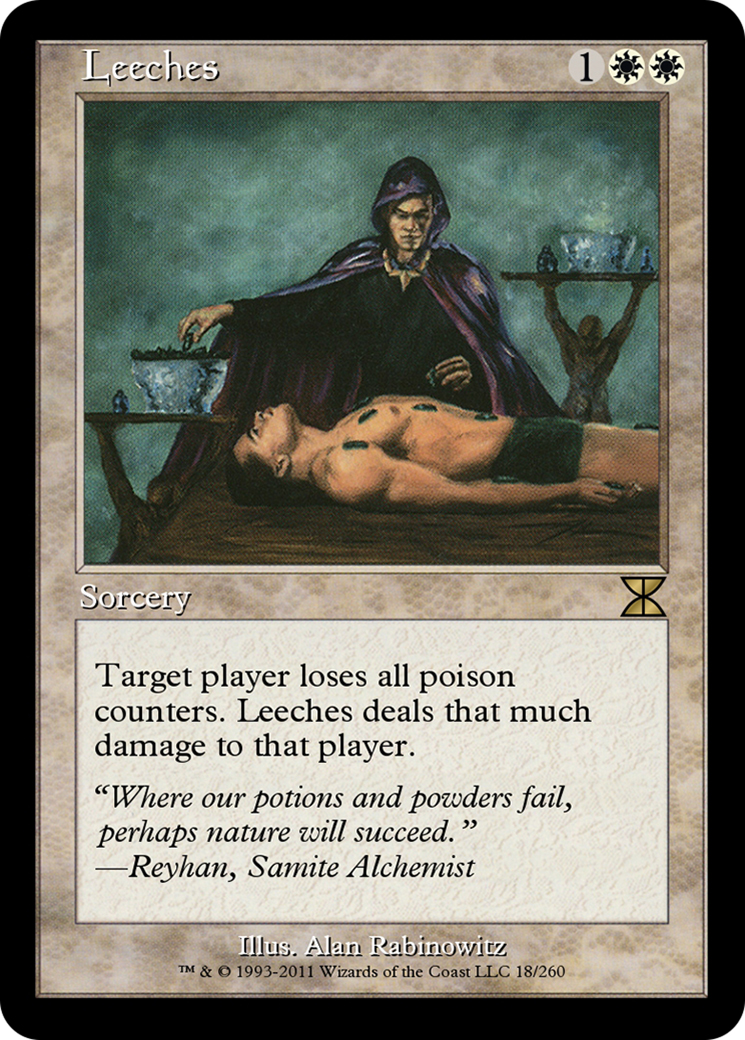 Leeches 1
Sorcery
Target player loses all poison
counters. Leeches deals that much
damage to that player.
“Where our potions and powders fail,
perhaps nature will succeed.”
—Reyhan, Samite Alchemist
Illus. Alan Rabinowitz
™ & © 1993-2011 Wizards of the Coast LLC 18/260